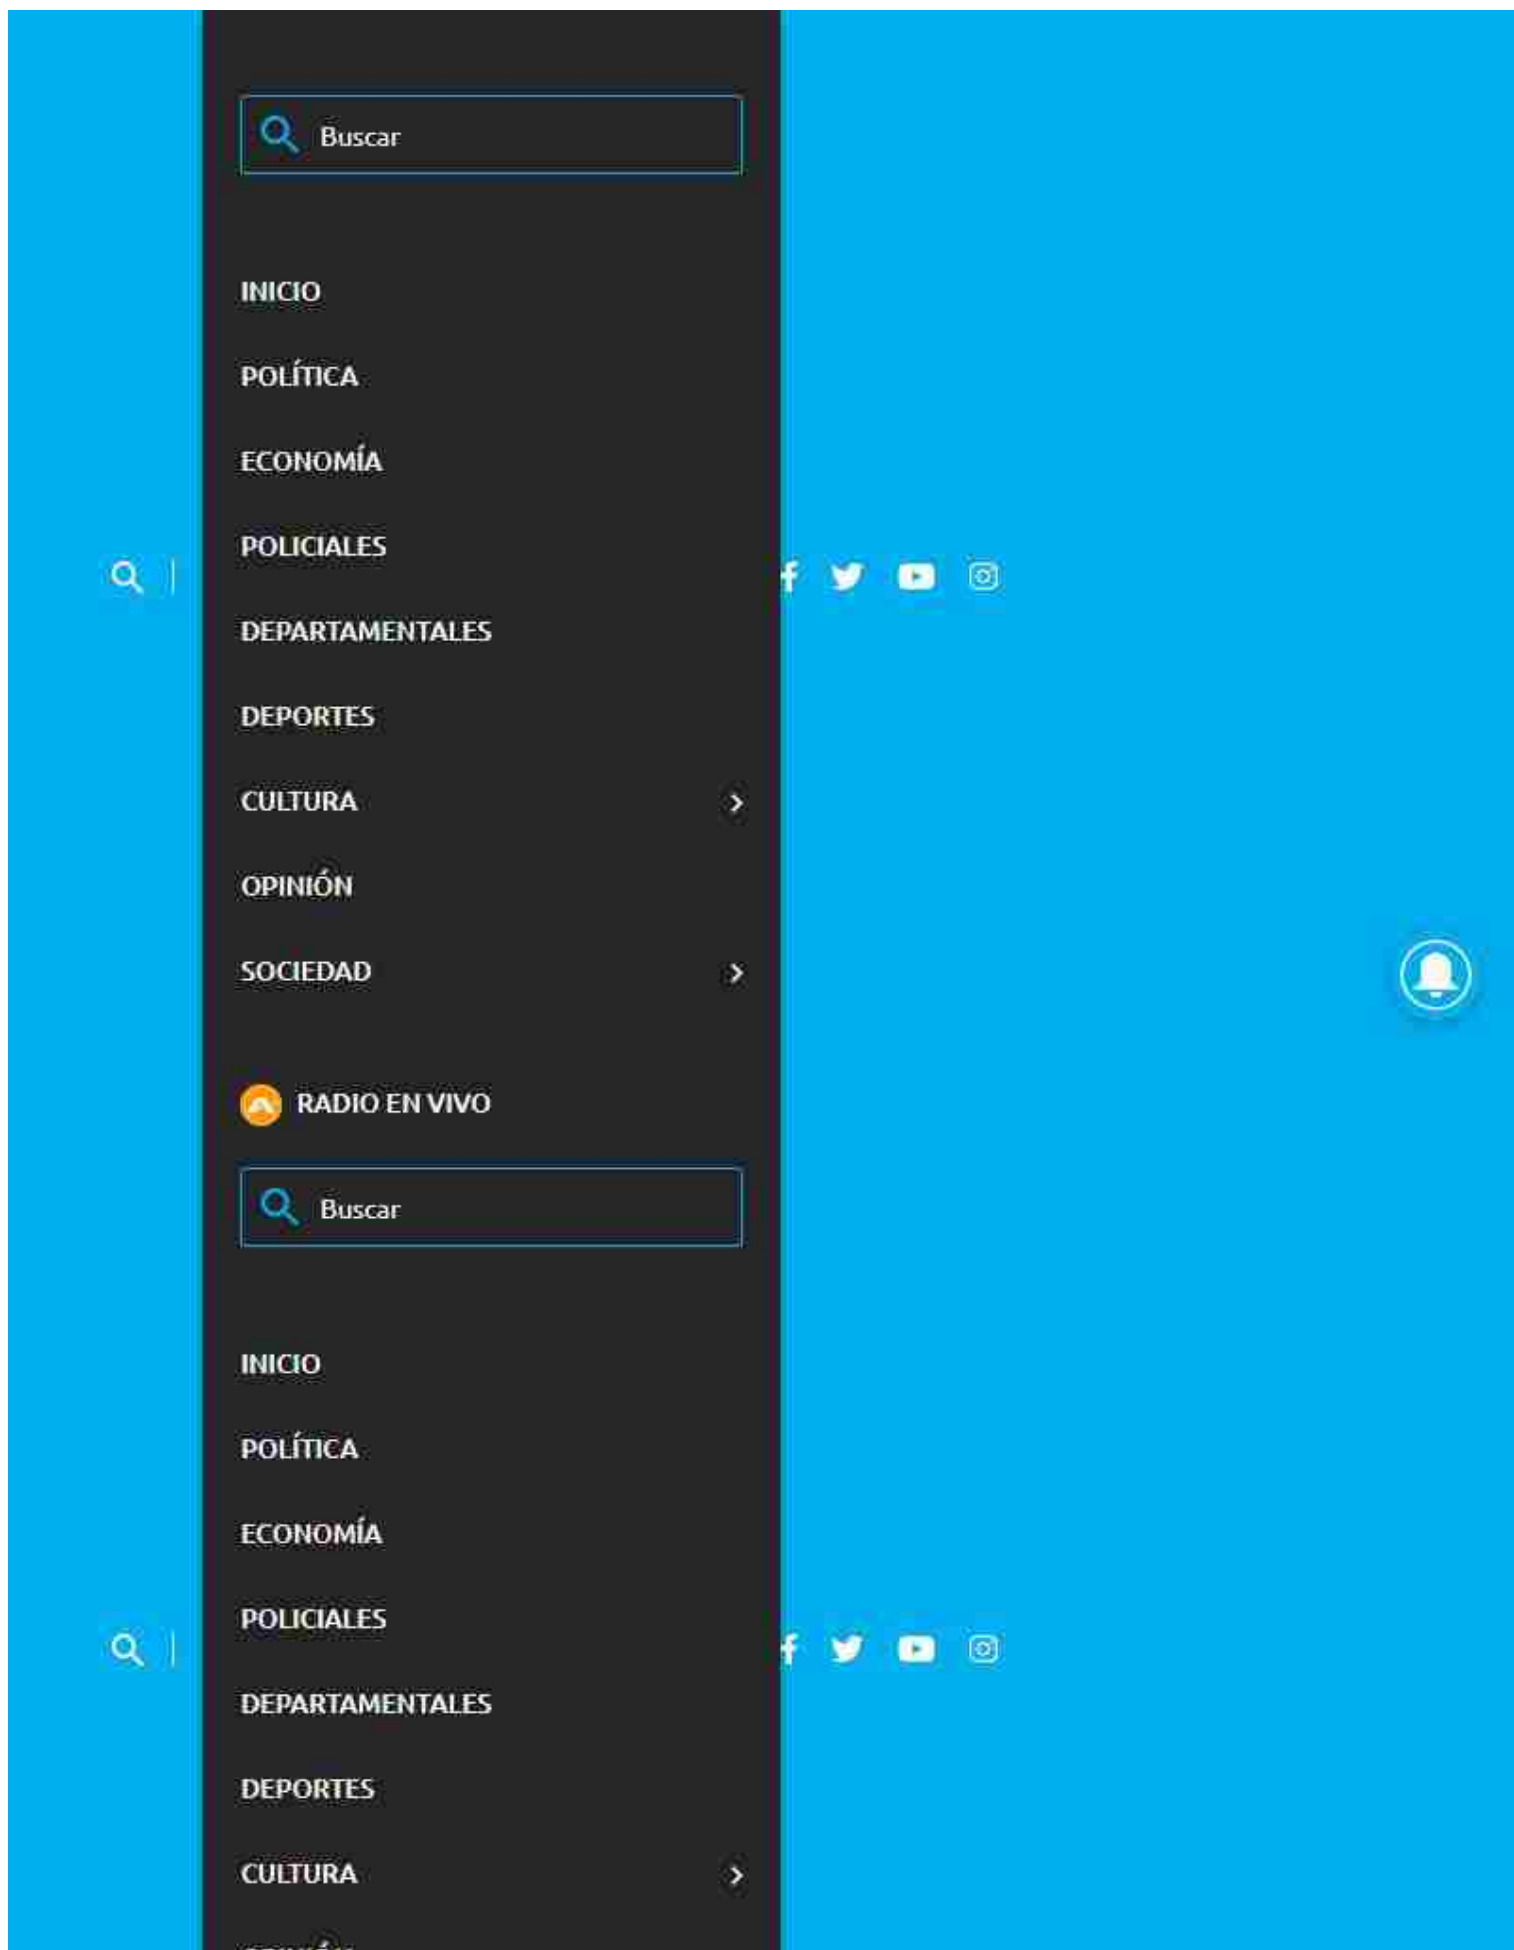 Buscar
INICIO
POLÍTICA
ECONOMÍA
POLICIALES
DEPARTAMENTALES
DEPORTES
CULTURA
OPINIÓN
SOCIEDAD
RADIO EN VIVO
Buscar
INICIO
POLÍTICA
ECONOMÍA
POLICIALES
DEPARTAMENTALES
DEPORTES
CULTURA